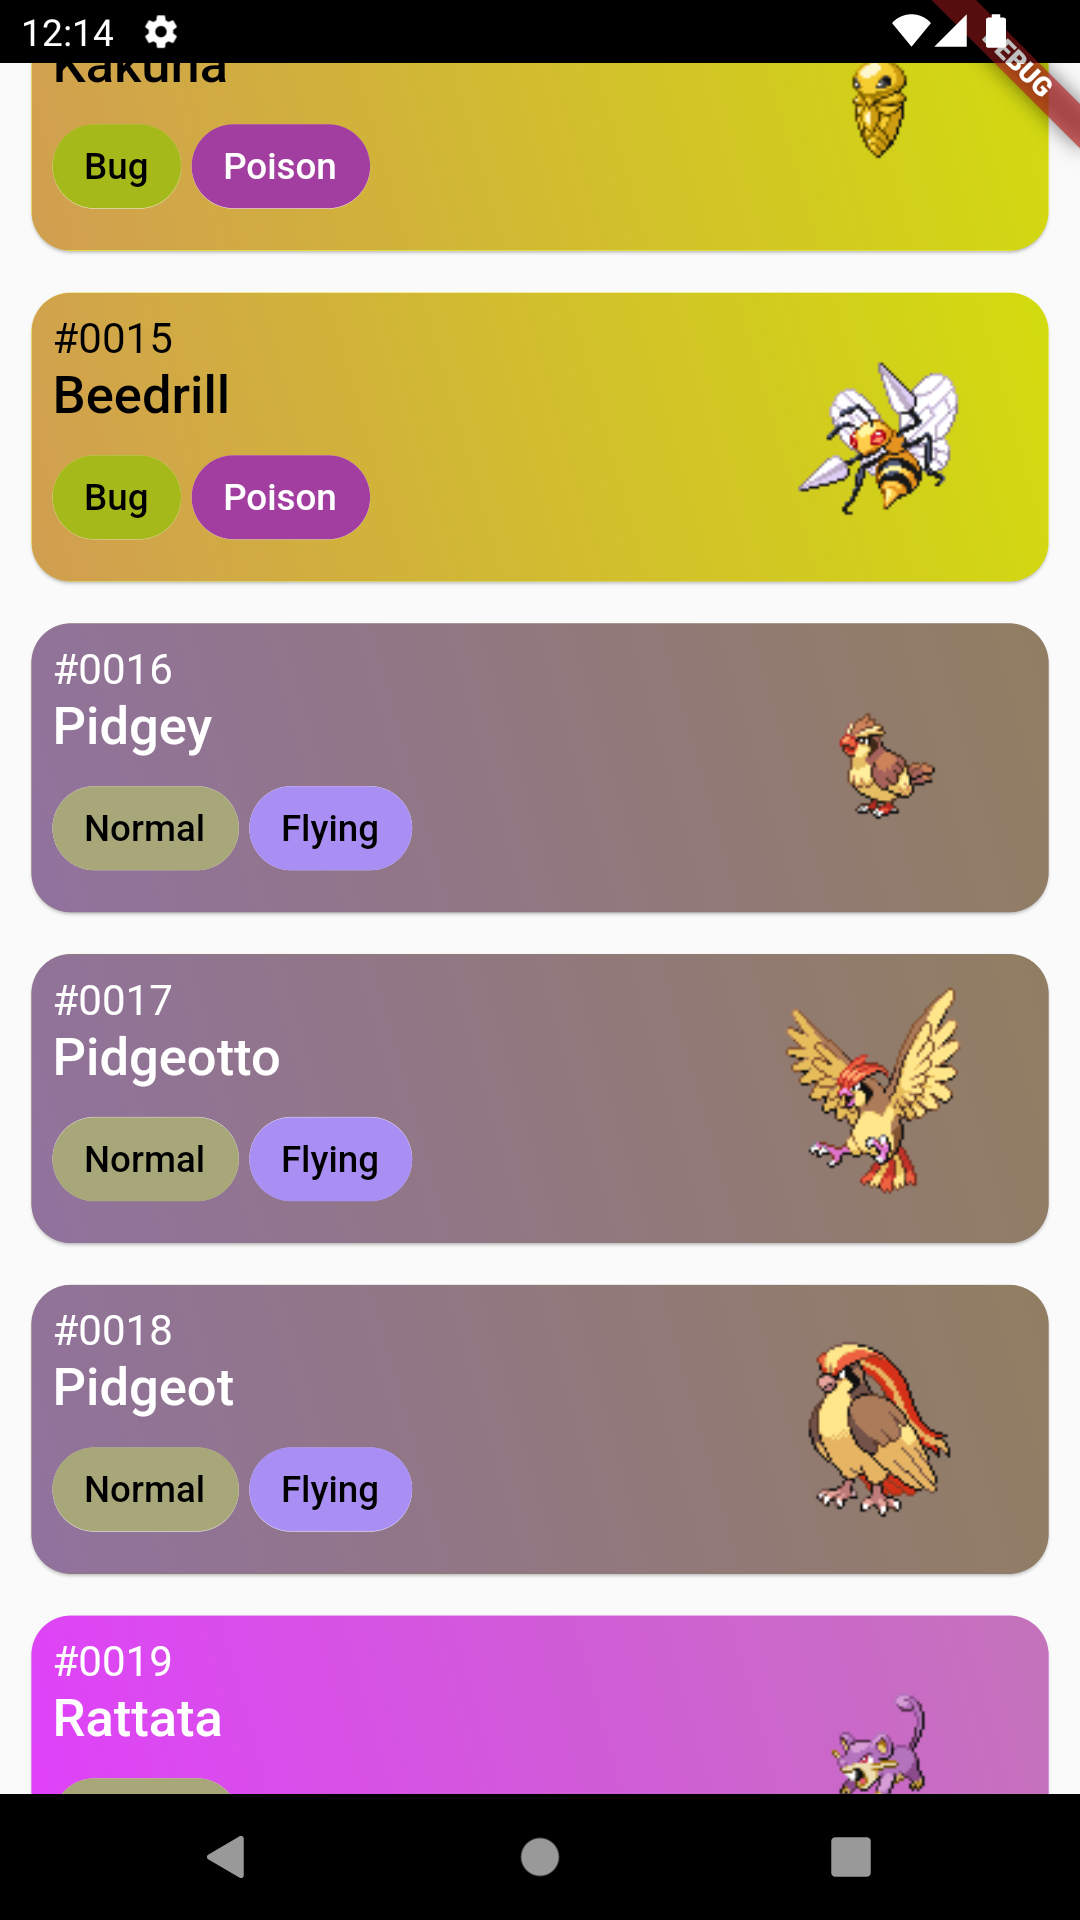 12:14
DEBUG
Kakuna
Bug Poison
#0015
Beedrill
Bug Poison
#0016
Pidgey
Normal Flying
#0017
Pidgeotto
Normal Flying
#0018
Pidgeot
Normal Flying
#0019
Rattata